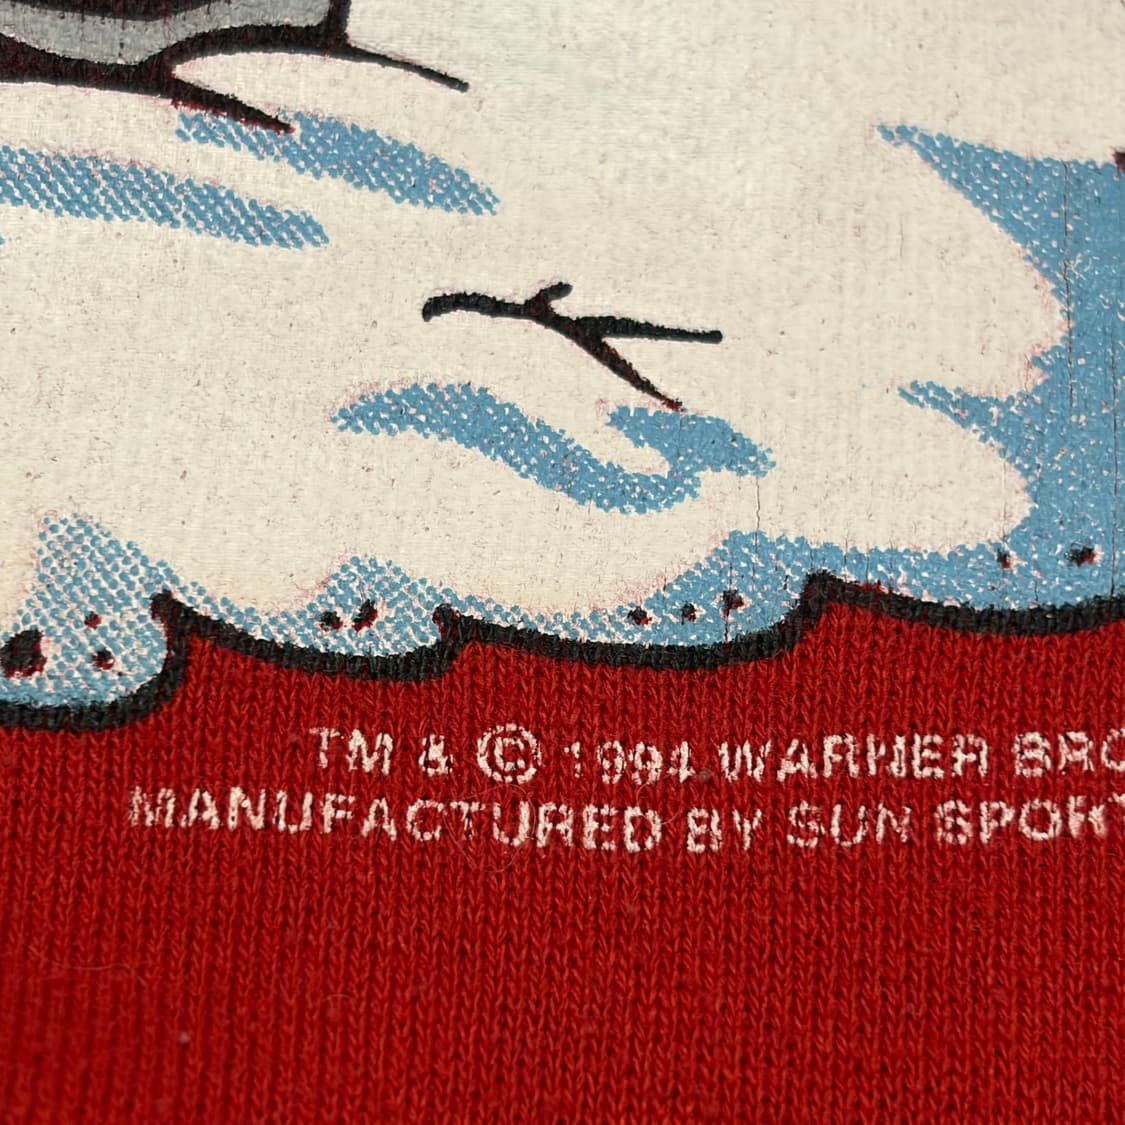 TM & © 1994 WARNER BRO
MANUFACTURED BY SUN SPORT